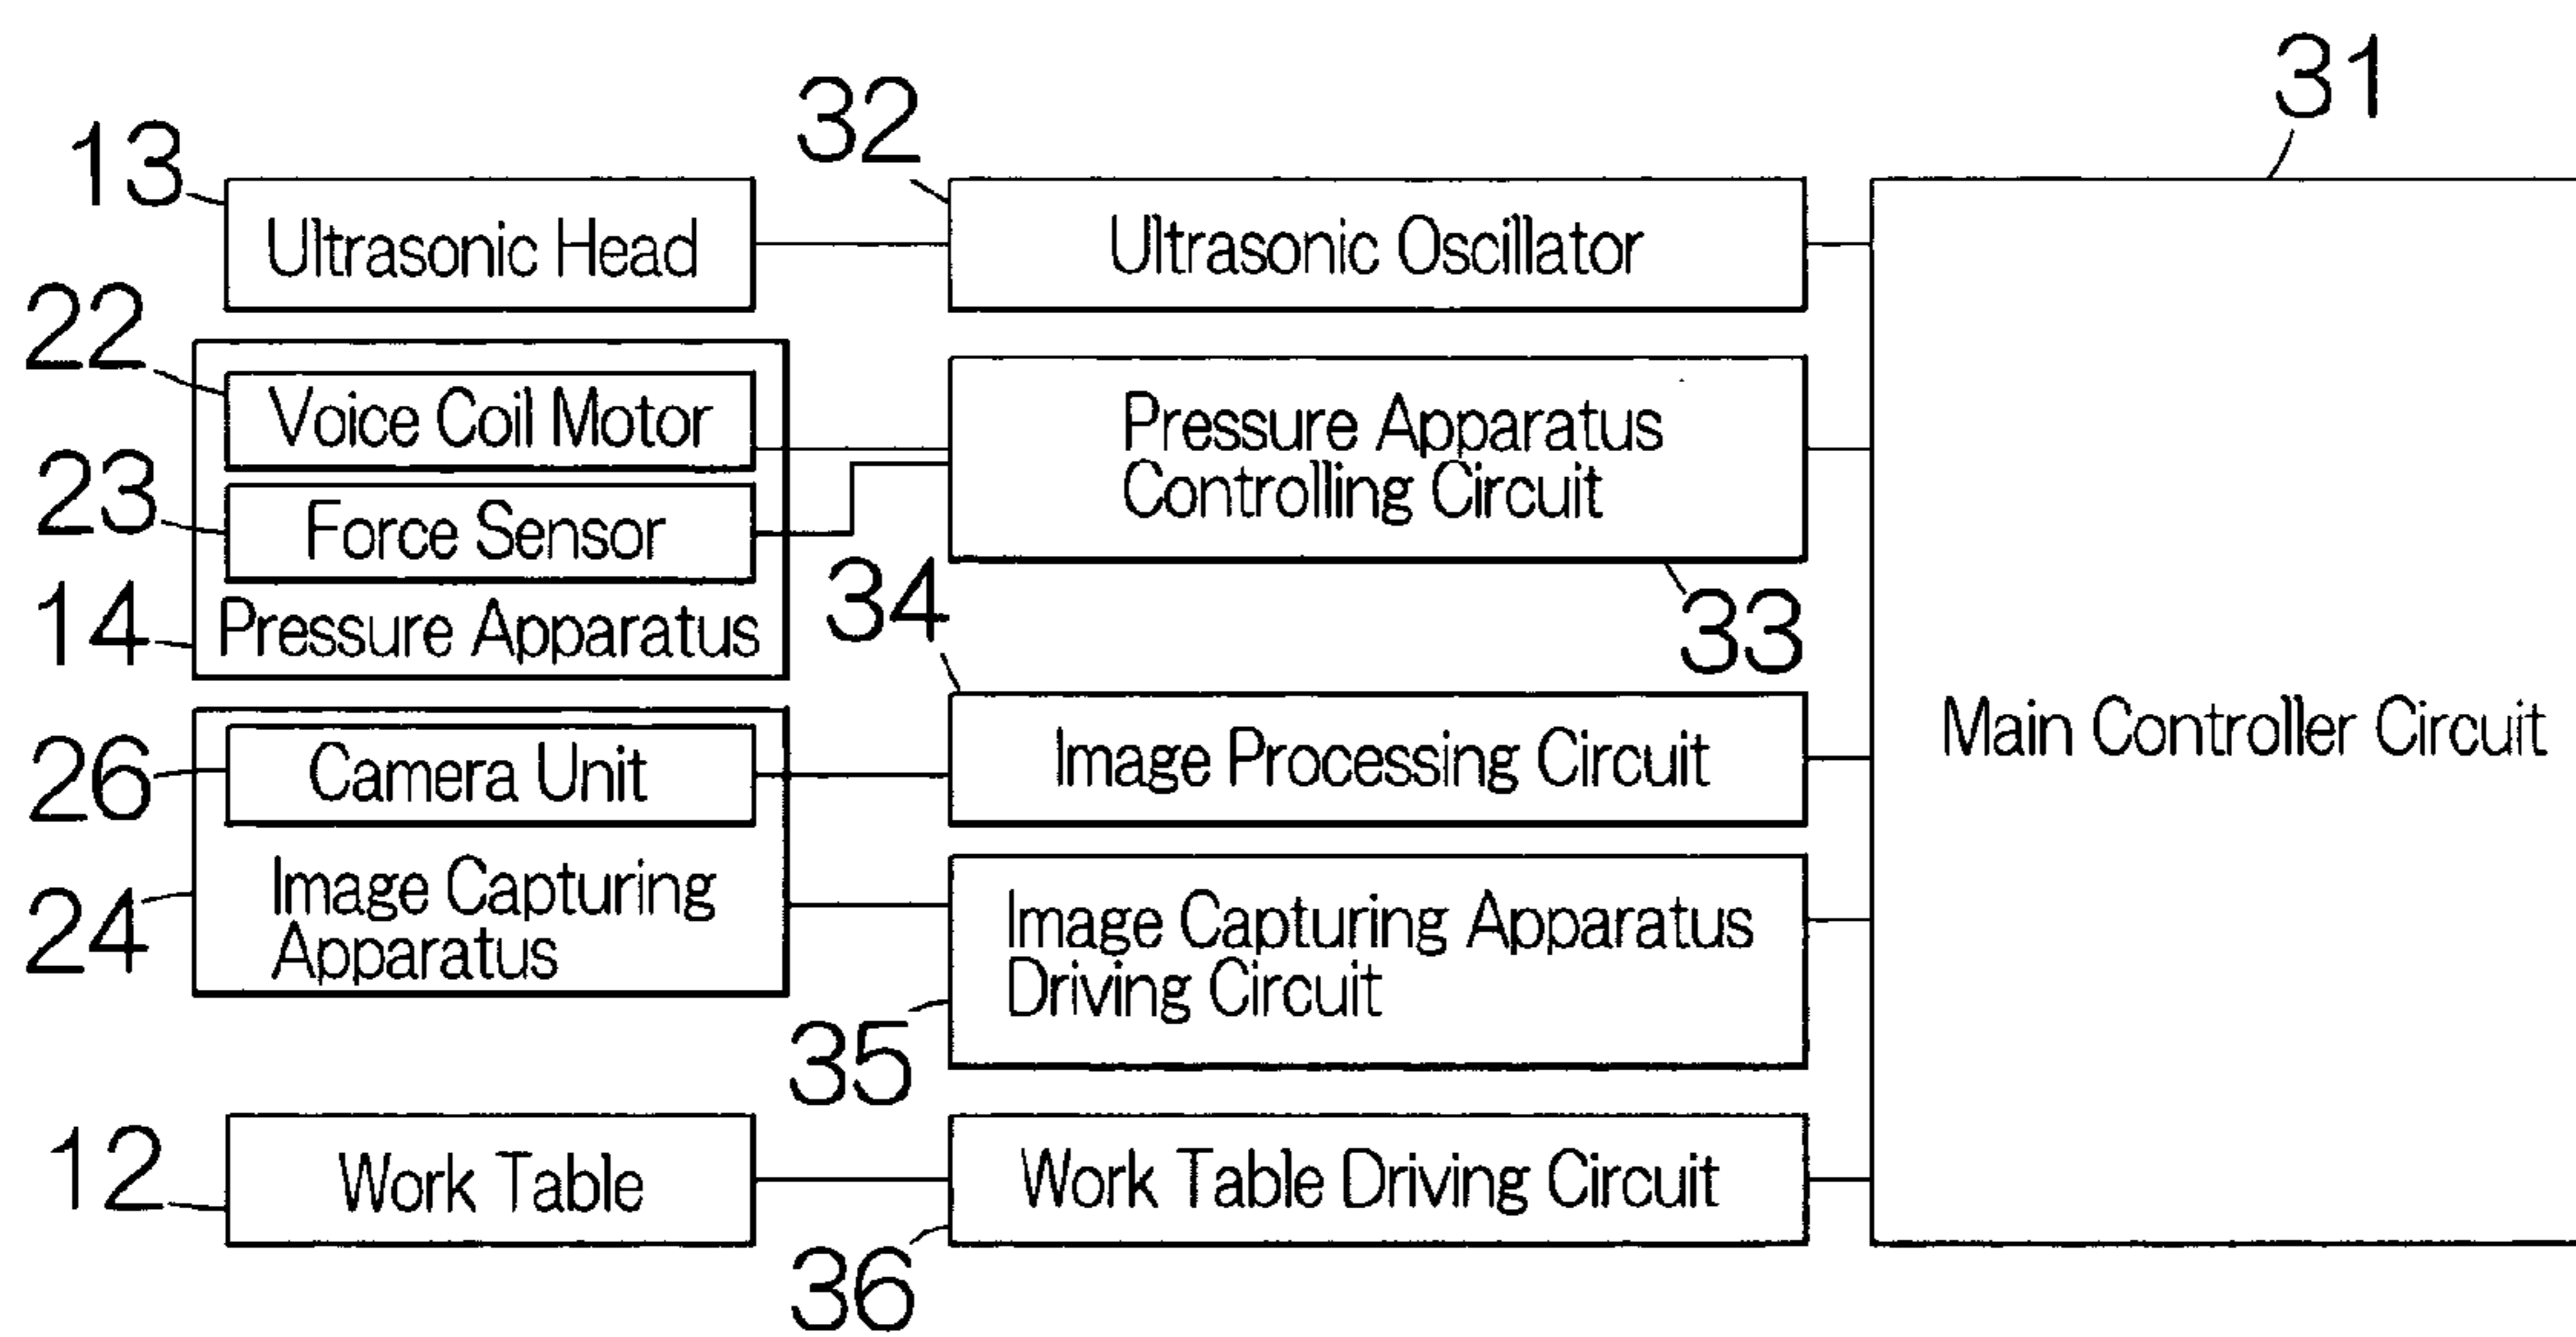 31
32
13
Ultrasonic Head
Ultrasonic Oscillator
22
Voice Coil Motor
Pressure Apparatus
Controlling Circuit
23
Force Sensor
34
33
14
Pressure Apparatus
Main Controller Circuit
26
Camera Unit
Image Processing Circuit
24
Image Capturing
Apparatus
Image Capturing Apparatus
Driving Circuit
35
12
Work Table
Work Table Driving Circuit
36